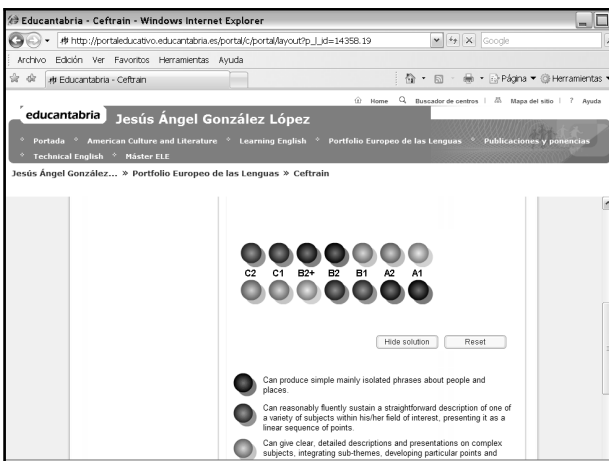 Educantabria - Ceftrain - Windows Internet Explorer
http://portaleducativo.educantabria.es/portal/c/portal/layout?p_l_id=14358.19
Google
Archivo Edición Ver Favoritos Herramientas Ayuda
Educantabria - Ceftrain
Página
Herramientas
Home Buscador de centros | Mapa del sitio | ? Ayuda
educantabria
Jesús Ángel González López
Portada American Culture and Literature Learning English Portfolio Europeo de las Lenguas Publicaciones y ponencias
Technical English Máster ELE
Jesús Ángel González... » Portfolio Europeo de las Lenguas » Ceftrain
C2 C1 B2+ B2 B1 A2 A1
Hide solution Reset
Can produce simple mainly isolated phrases about people and
places.
Can reasonably fluently sustain a straightforward description of one of
a variety of subjects within his/her field of interest, presenting it as a
linear sequence of points.
Can give clear, detailed descriptions and presentations on complex
subjects, integrating sub-themes, developing particular points and